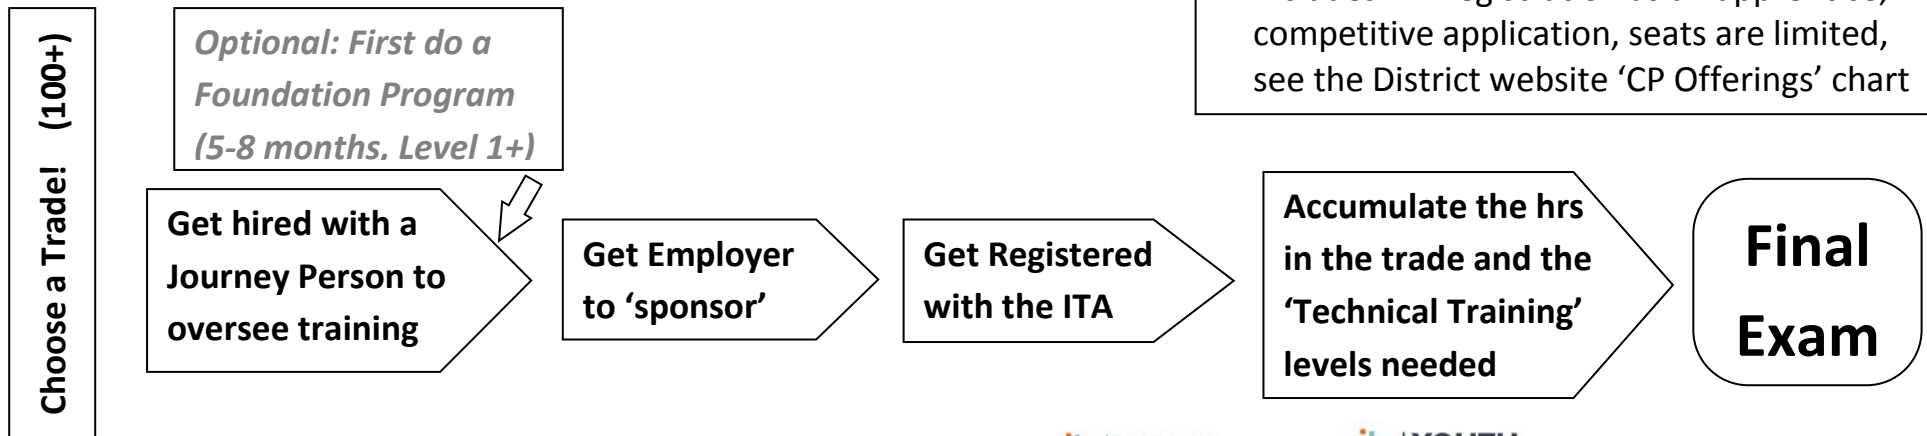 Choose a Trade! (100+)
Optional: First do a
Foundation Program
(5-8 months, Level 1+)
competitive application, seats are limited,
see the District website ‘CP Offerings’ chart
Get hired with a
Journey Person to
oversee training
Get Employer
to ‘sponsor’
Get Registered
with the ITA
Accumulate the hrs
in the trade and the
‘Technical Training’
levels needed
Final
Exam